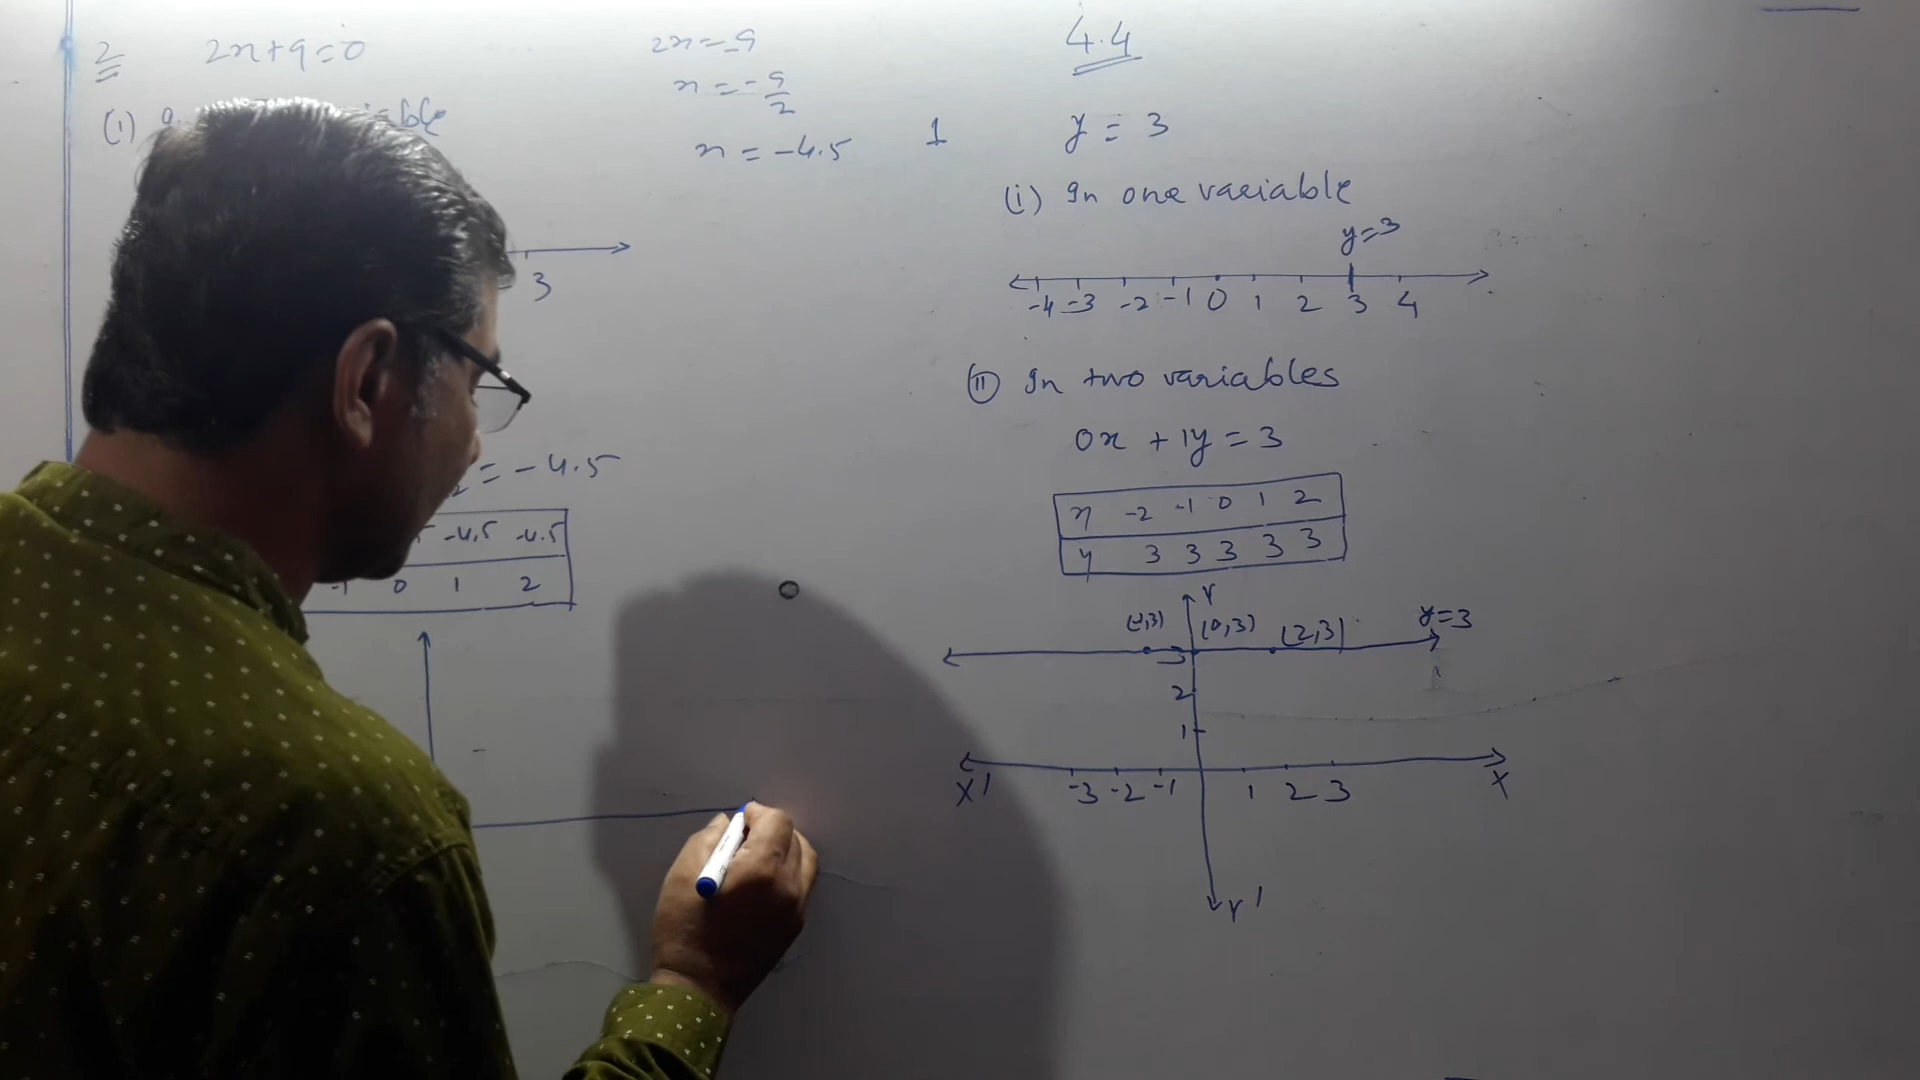 2
2x+9=0
(i)
2x=-9
x=-9/2
x=-4.5
3
=-4.5
-4.5 -4.5
-1 0 1 2
4.4
1 y=3
(i) In one variable
y=3
-4 -3 -2 -1 0 1 2 3 4
(ii) In two variables
0x + 1y = 3
x -2 -1 0 1 2
y 3 3 3 3 3
Y
(0,3) (2,3) y=3
3
2
1
X' -3 -2 -1 1 2 3 X
Y'